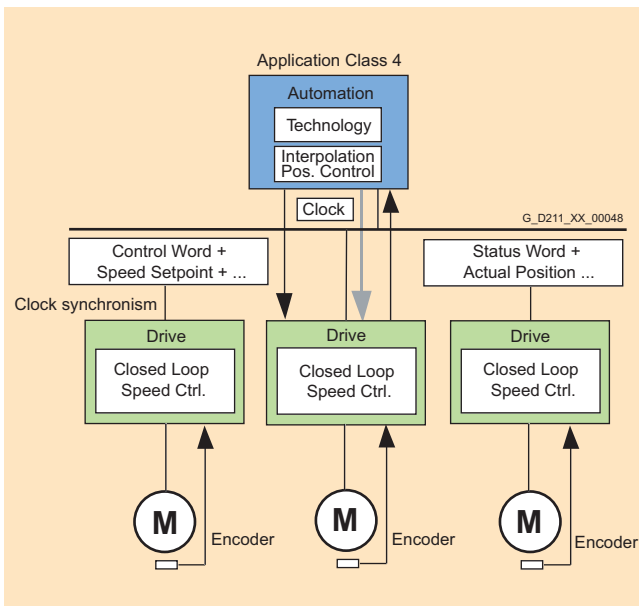 Application Class 4
Automation
Technology
Interpolation
Pos. Control
Clock
G_D211_XX_00048
Control Word +
Speed Setpoint + ...
Status Word +
Actual Position ...
Clock synchronism
Drive
Closed Loop
Speed Ctrl.
Drive
Closed Loop
Speed Ctrl.
Drive
Closed Loop
Speed Ctrl.
M
Encoder
M
Encoder
M
Encoder